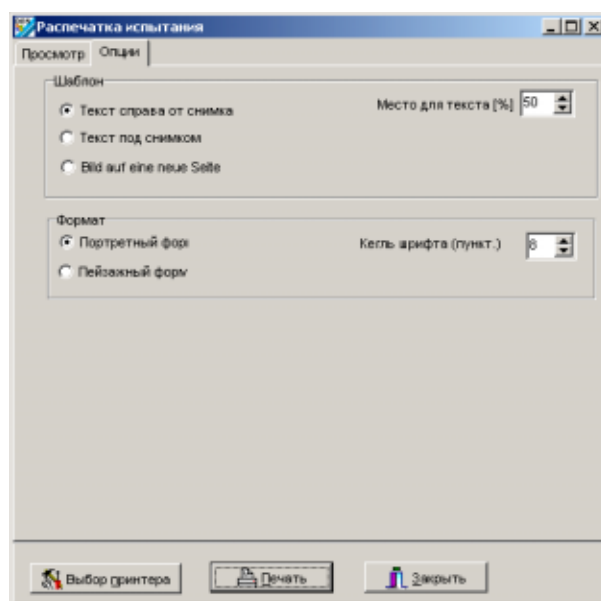 Распечатка испытания
Просмотр Опции
Шаблон
Текст справа от снимка
Место для текста [%] 50
Текст под снимком
Bild auf eine neue Seite
Формат
Портретный фор
Кегль шрифта (пункт.) 8
Пейзажный форм
Выбор принтера Печать Закрыть